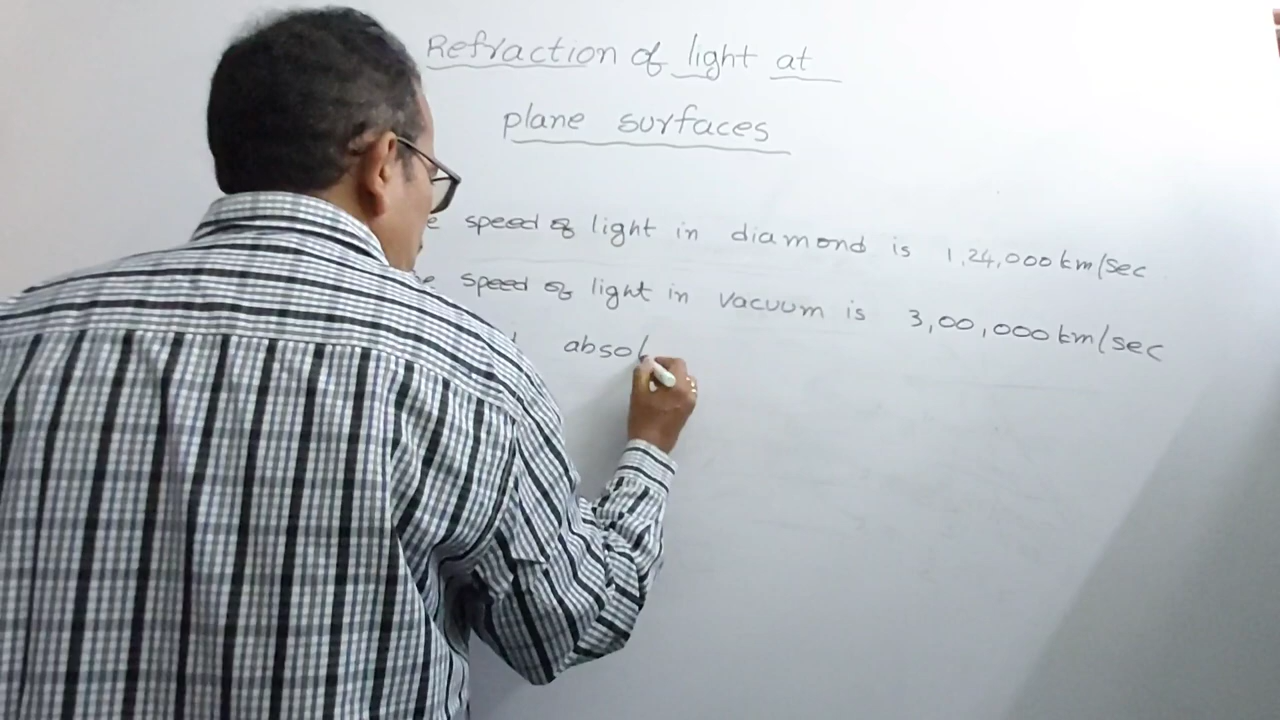 Refraction of light at
plane surfaces
speed of light in diamond is 1,24,000 km/sec
speed of light in vacuum is 3,00,000 km/sec
absol